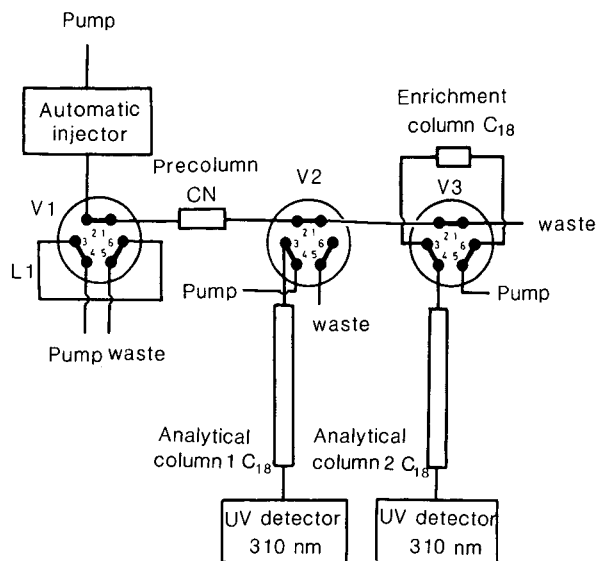 Pump
Automatic
injector
Enrichment
column C18
Precolumn
CN
V1
V2
V3
2 1
3 6
4 5
2 1
3 6
4 5
2 1
3 6
4 5
waste
L1
Pump
waste
Pump
Pump waste
Analytical
column 1 C18
Analytical
column 2 C18
UV detector
310 nm
UV detector
310 nm